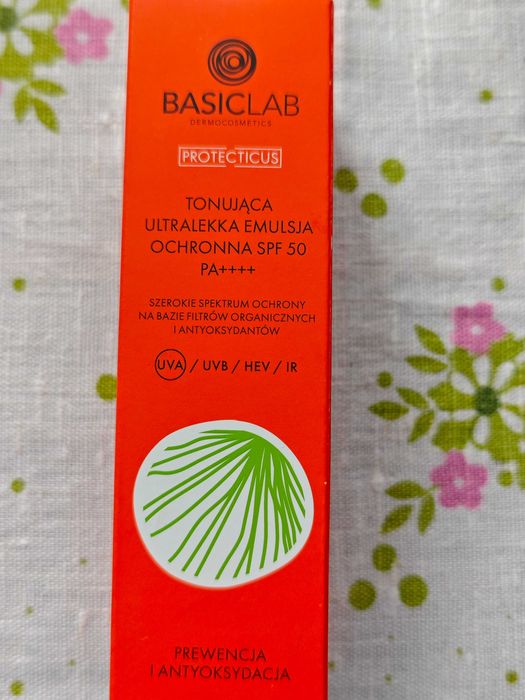 BASICLAB
DERMOCOSMETICS
PROTECTICUS
TONUJĄCA
ULTRALEKKA EMULSJA
OCHRONNA SPF 50
PA++++
SZEROKIE SPEKTRUM OCHRONY
NA BAZIE FILTRÓW ORGANICZNYCH
I ANTYOKSYDANTÓW
UVA / UVB / HEV / IR
PREWENCJA
I ANTYOKSYDACJA